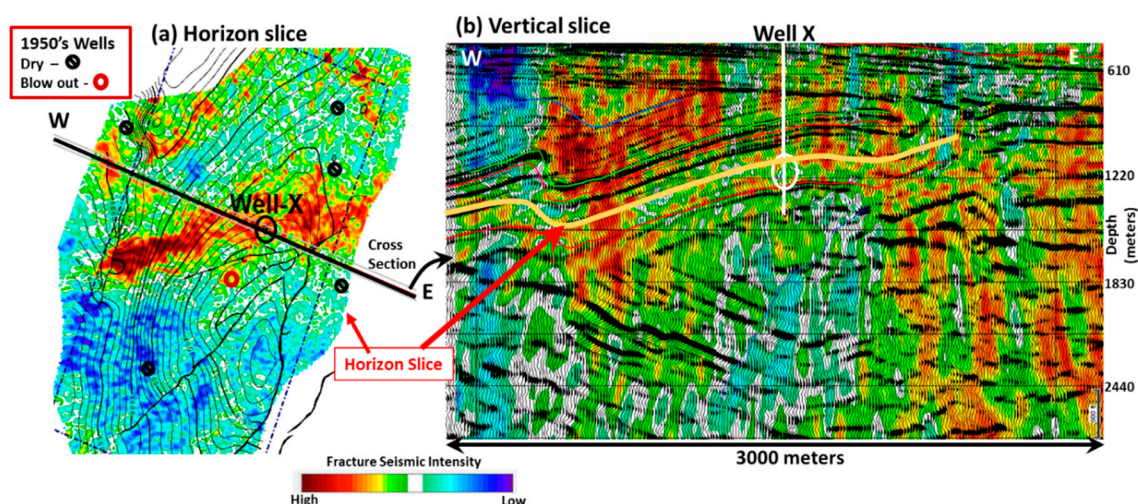 (a) Horizon slice
1950's Wells
Dry –
Blow out -
W
Well-X
Cross
Section
E
Horizon Slice
(b) Vertical slice
Well X
W
E
610
1220
Depth
(meters)
1830
2440
3000 meters
Fracture Seismic Intensity
High
Low